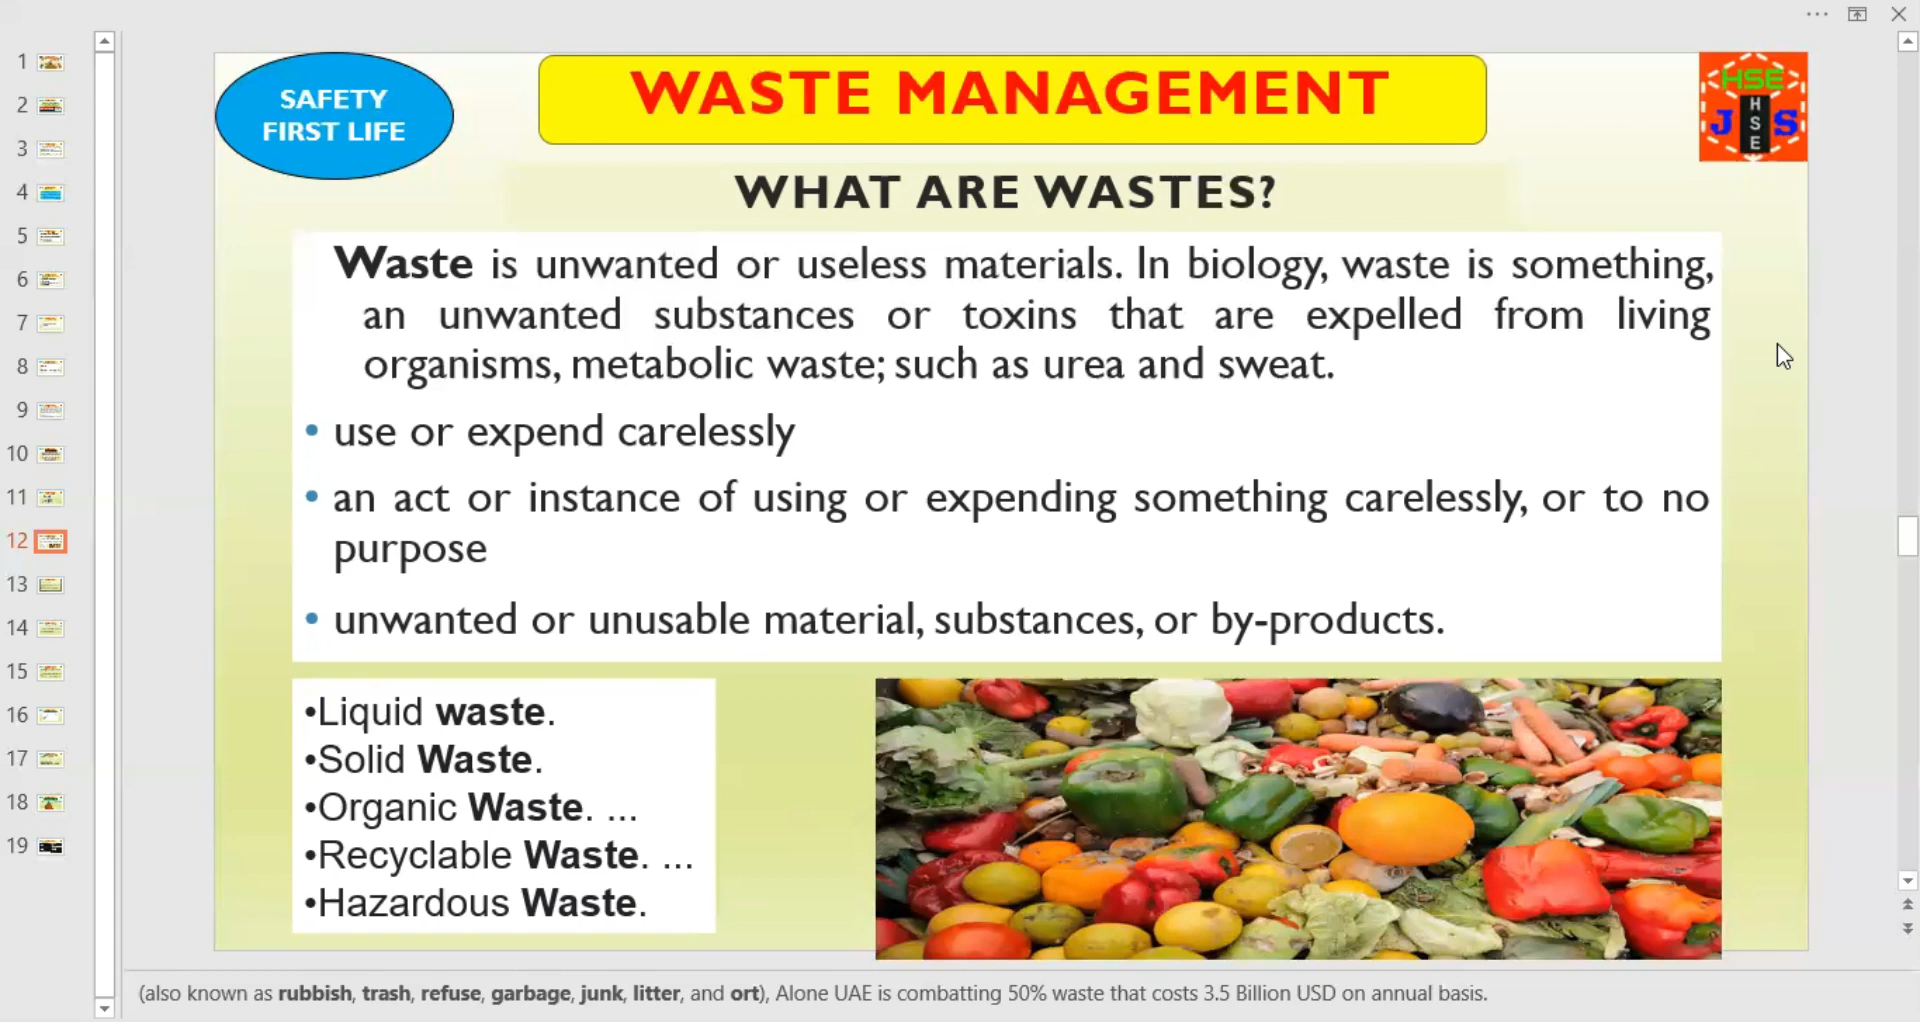 SAFETY
FIRST LIFE
WASTE MANAGEMENT
HSE
J HSE S
WHAT ARE WASTES?
Waste is unwanted or useless materials. In biology, waste is something,
an unwanted substances or toxins that are expelled from living
organisms, metabolic waste; such as urea and sweat.
• use or expend carelessly
• an act or instance of using or expending something carelessly, or to no
purpose
• unwanted or unusable material, substances, or by-products.
•Liquid waste.
•Solid Waste.
•Organic Waste. ...
•Recyclable Waste. ...
•Hazardous Waste.
1
2
3
4
5
6
7
8
9
10
11
12
13
14
15
16
17
18
19
(also known as rubbish, trash, refuse, garbage, junk, litter, and ort), Alone UAE is combatting 50% waste that costs 3.5 Billion USD on annual basis.